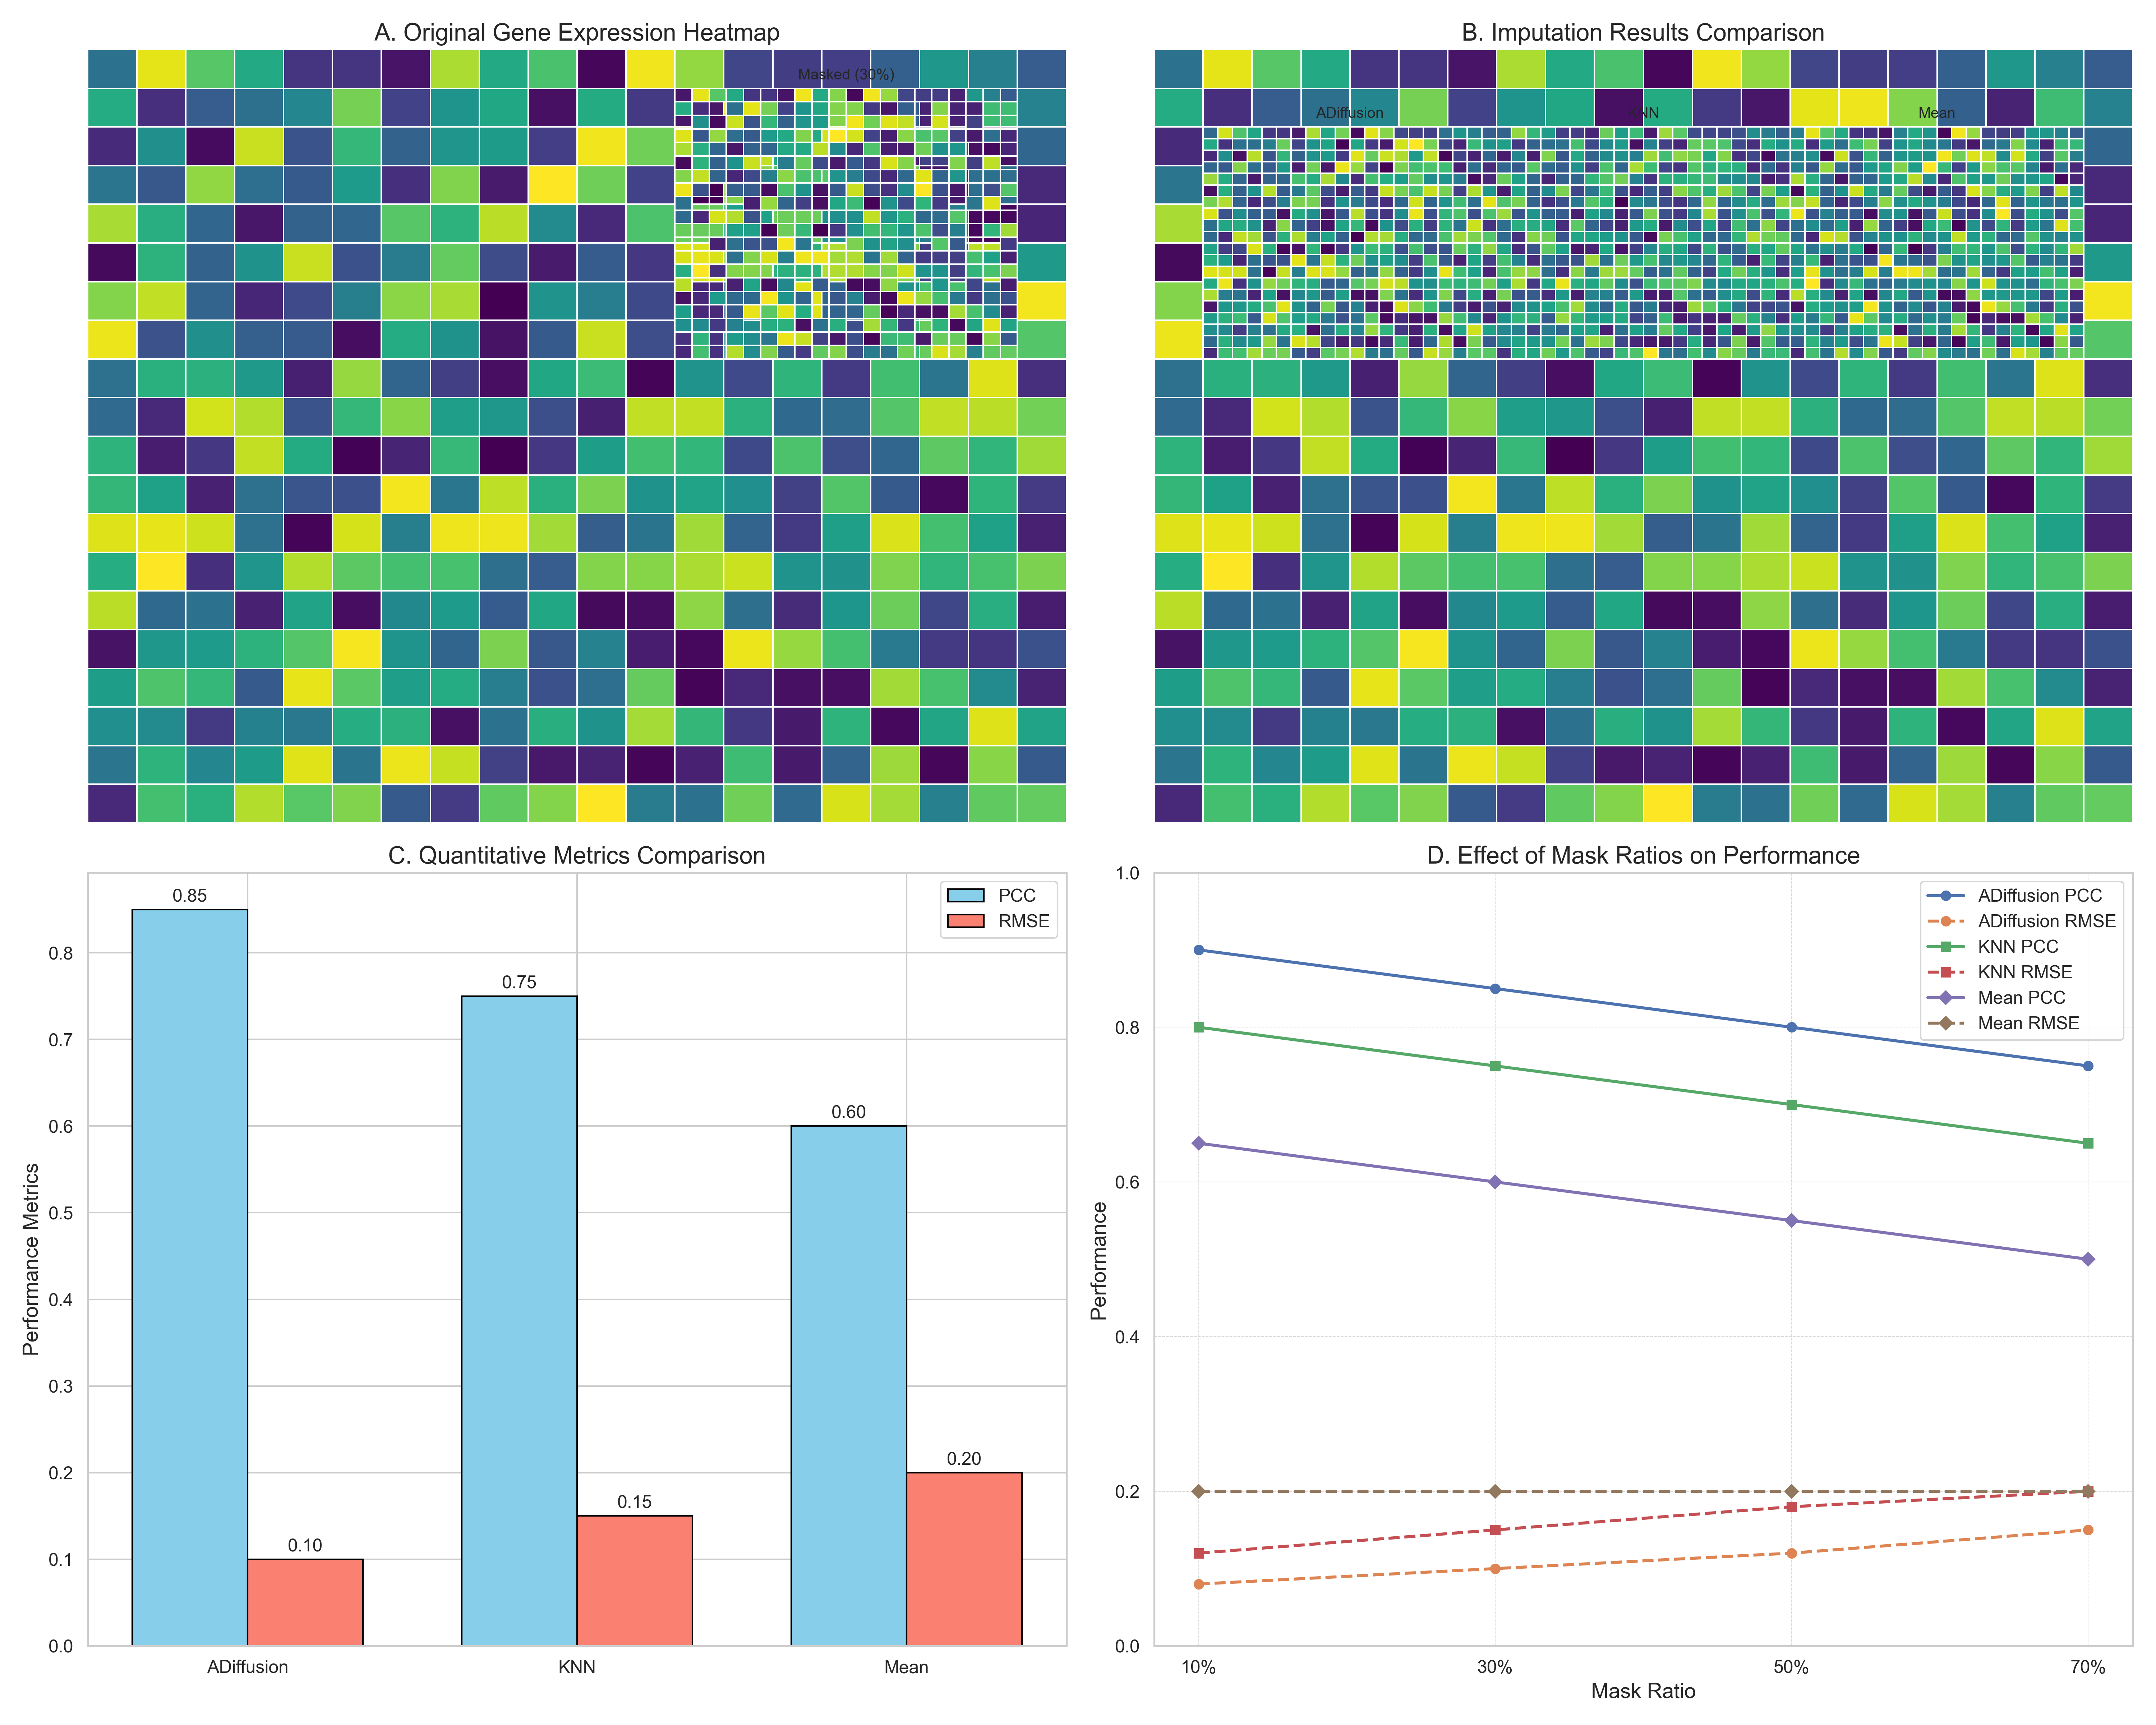 A. Original Gene Expression Heatmap
Masked (30%)
B. Imputation Results Comparison
ADiffusion
KNN
Mean
C. Quantitative Metrics Comparison
PCC
RMSE
Performance Metrics
0.8
0.7
0.6
0.5
0.4
0.3
0.2
0.1
0.0
0.85
0.10
0.75
0.15
0.60
0.20
ADiffusion
KNN
Mean
D. Effect of Mask Ratios on Performance
ADiffusion PCC
ADiffusion RMSE
KNN PCC
KNN RMSE
Mean PCC
Mean RMSE
Performance
1.0
0.8
0.6
0.4
0.2
0.0
10%
30%
50%
70%
Mask Ratio